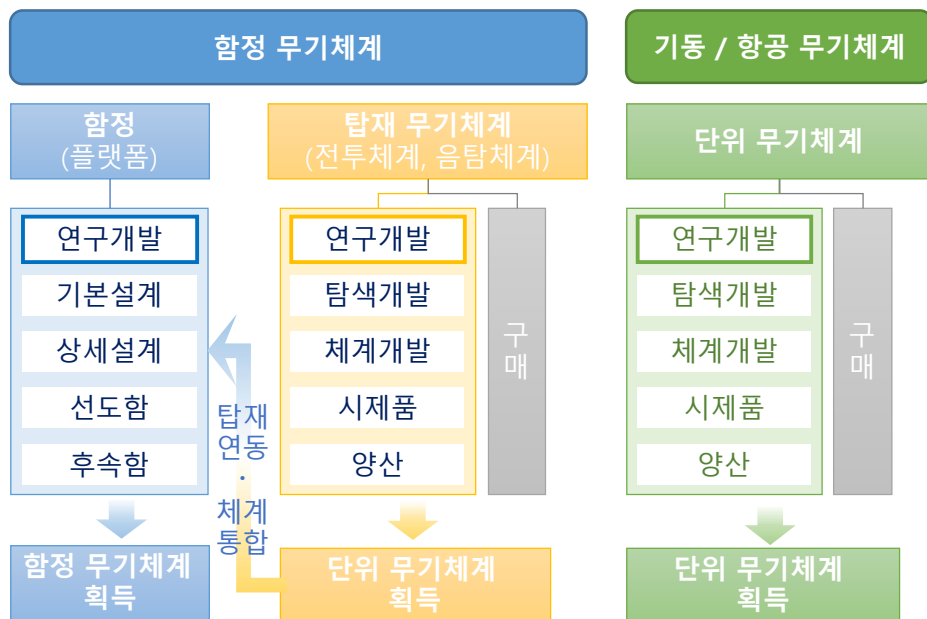 함정 무기체계
기동 / 항공 무기체계
함정
(플랫폼)
탑재 무기체계
(전투체계, 음탐체계)
단위 무기체계
연구개발
기본설계
상세설계
선도함
후속함
탑재
연동
·
체계
통합
연구개발
탐색개발
체계개발
시제품
양산
구
매
연구개발
탐색개발
체계개발
시제품
양산
구
매
함정 무기체계
획득
단위 무기체계
획득
단위 무기체계
획득